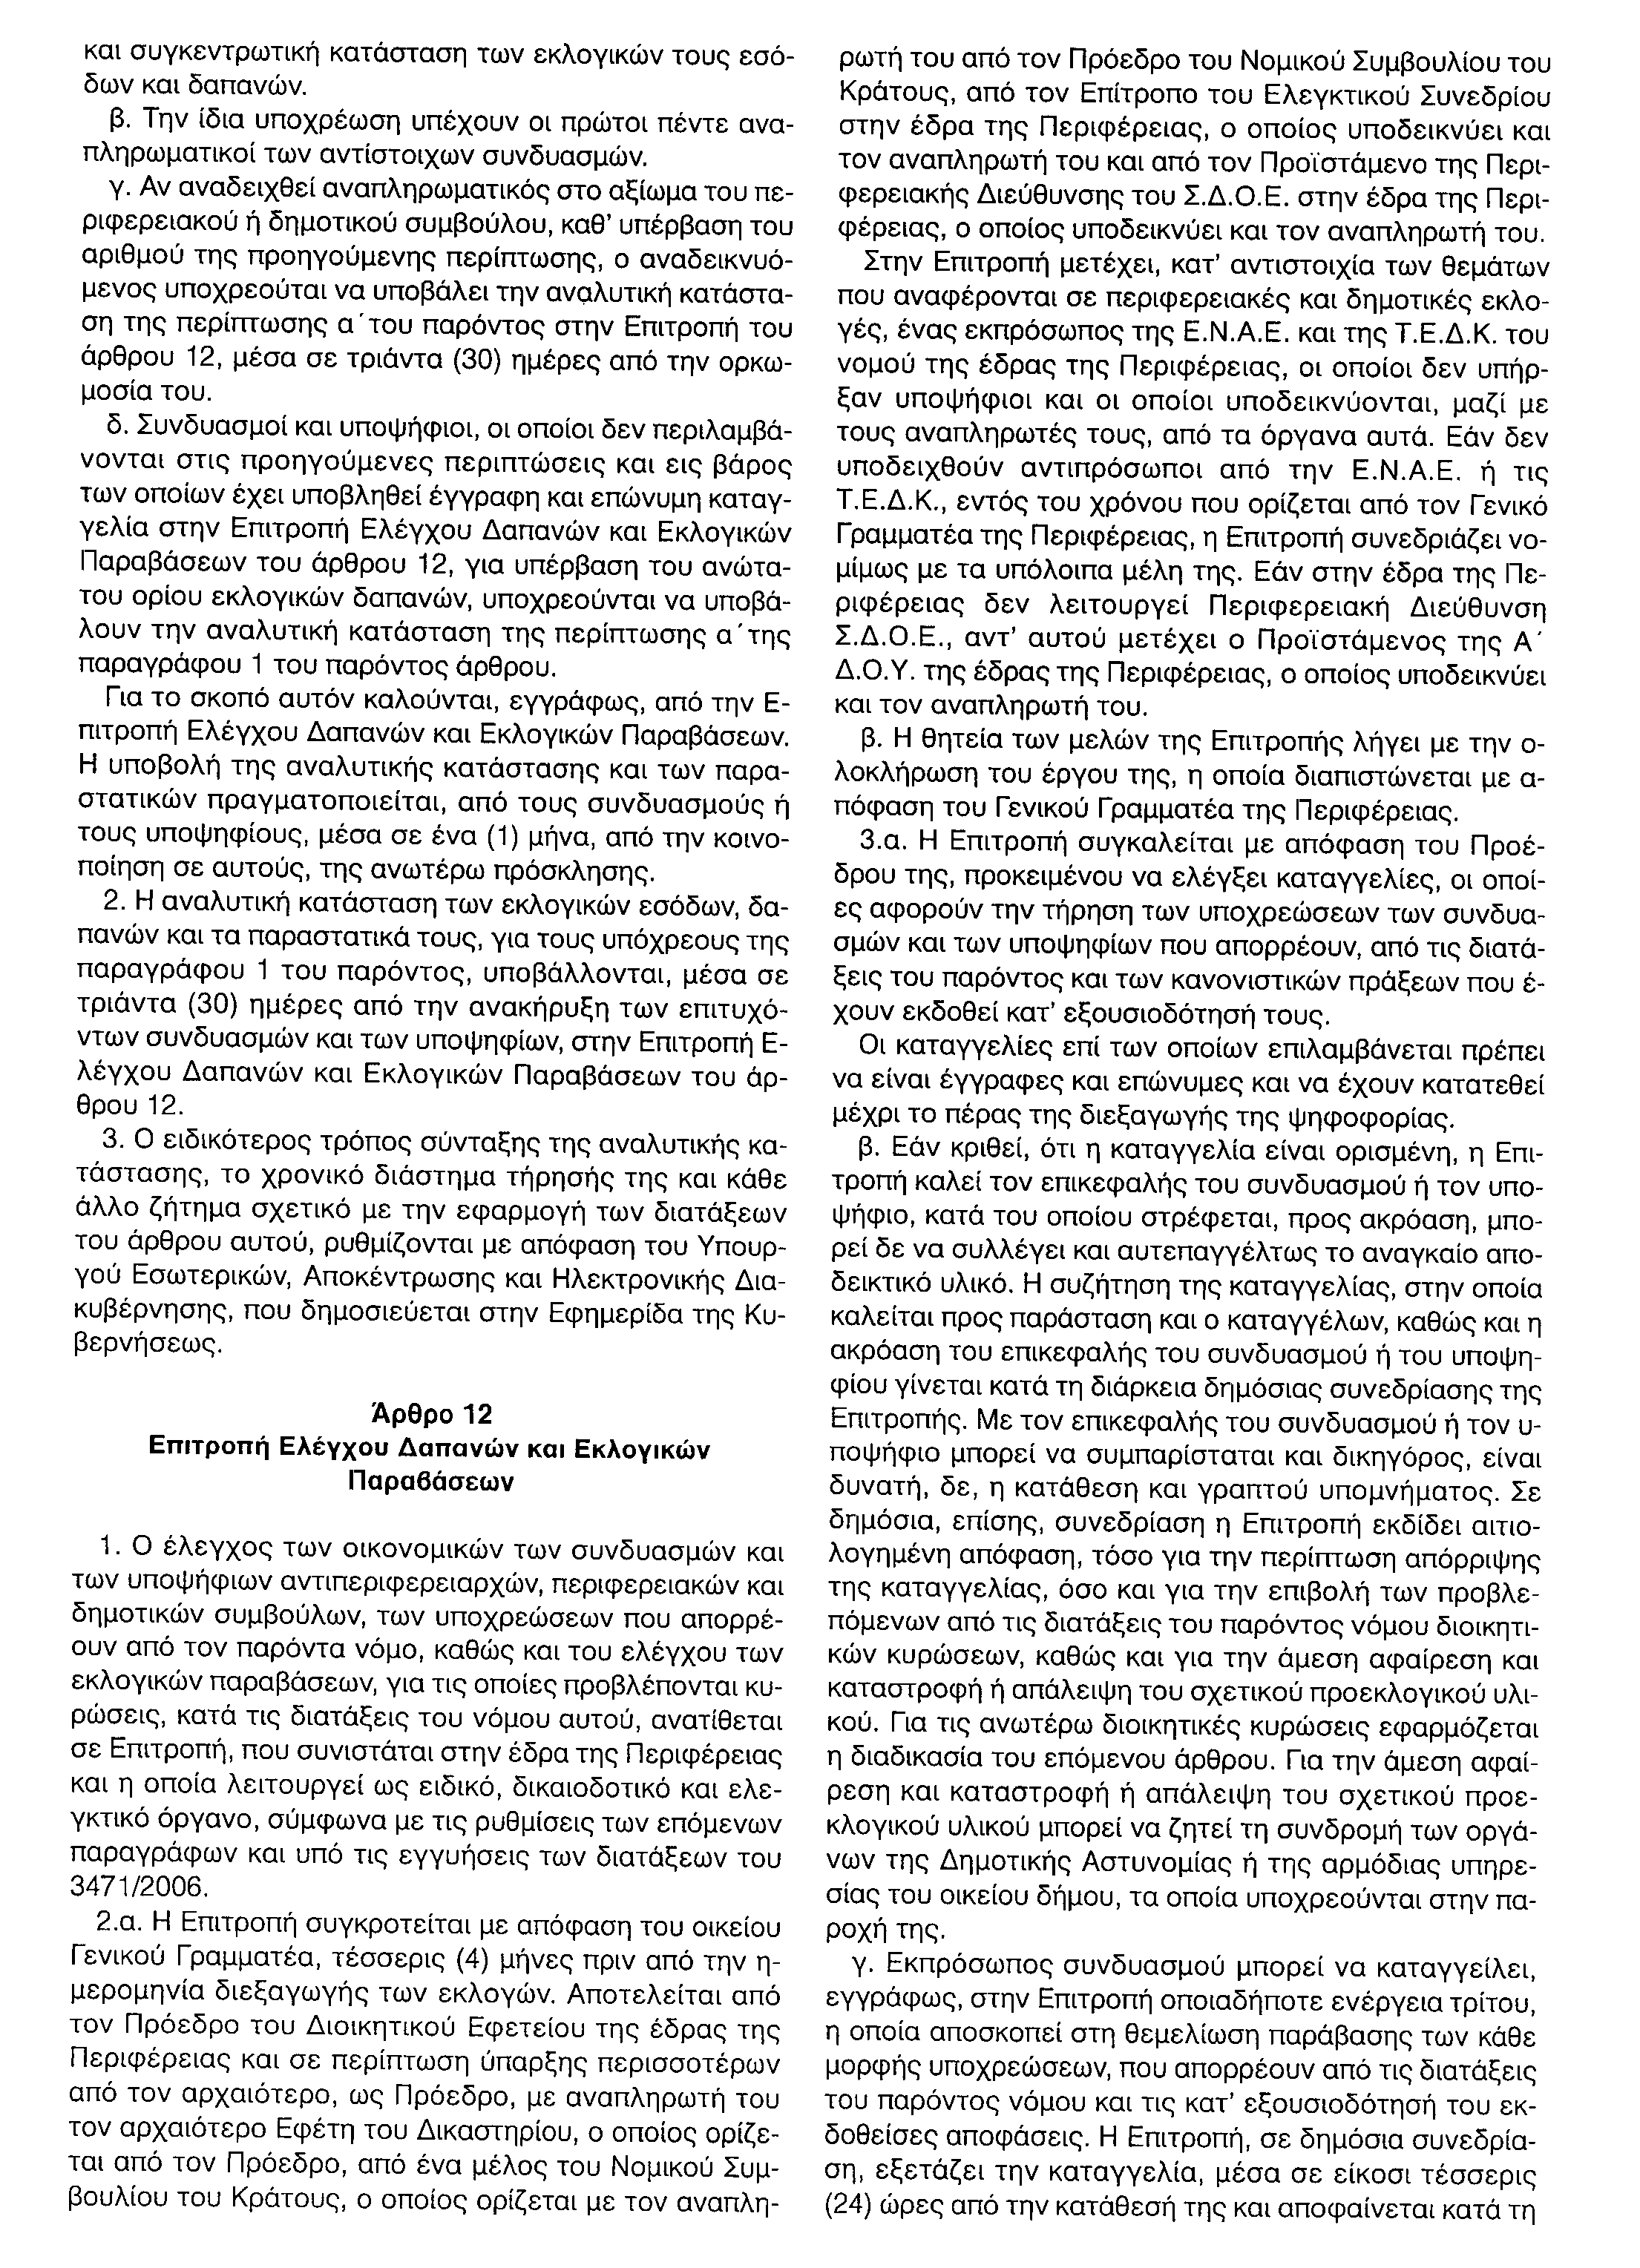 και συγκεντρωτική κατάσταση των εκλογικών τους εσό-
δων και δαπανών.
β. Την ίδια υποχρέωση υπέχουν οι πρώτοι πέντε ανα-
πληρωματικοί των αντίστοιχων συνδυασμών.
γ. Αν αναδειχθεί αναπληρωματικός στο αξίωμα του πε-
ριφερειακού ή δημοτικού συμβούλου, καθ’ υπέρβαση του
αριθμού της προηγούμενης περίπτωσης, ο αναδεικνυό-
μενος υποχρεούται να υποβάλει την αναλυτική κατάστα-
ση της περίπτωσης α΄του παρόντος στην Επιτροπή του
άρθρου 12, μέσα σε τριάντα (30) ημέρες από την ορκω-
μοσία του.
δ. Συνδυασμοί και υποψήφιοι, οι οποίοι δεν περιλαμβά-
νονται στις προηγούμενες περιπτώσεις και εις βάρος
των οποίων έχει υποβληθεί έγγραφη και επώνυμη καταγ-
γελία στην Επιτροπή Ελέγχου Δαπανών και Εκλογικών
Παραβάσεων του άρθρου 12, για υπέρβαση του ανώτα-
του ορίου εκλογικών δαπανών, υποχρεούνται να υποβά-
λουν την αναλυτική κατάσταση της περίπτωσης α΄της
παραγράφου 1 του παρόντος άρθρου.
Για το σκοπό αυτόν καλούνται, εγγράφως, από την Ε-
πιτροπή Ελέγχου Δαπανών και Εκλογικών Παραβάσεων.
Η υποβολή της αναλυτικής κατάστασης και των παρα-
στατικών πραγματοποιείται, από τους συνδυασμούς ή
τους υποψηφίους, μέσα σε ένα (1) μήνα, από την κοινο-
ποίηση σε αυτούς, της ανωτέρω πρόσκλησης.
2. Η αναλυτική κατάσταση των εκλογικών εσόδων, δα-
πανών και τα παραστατικά τους, για τους υπόχρεους της
παραγράφου 1 του παρόντος, υποβάλλονται, μέσα σε
τριάντα (30) ημέρες από την ανακήρυξη των επιτυχό-
ντων συνδυασμών και των υποψηφίων, στην Επιτροπή Ε-
λέγχου Δαπανών και Εκλογικών Παραβάσεων του άρ-
θρου 12.
3. Ο ειδικότερος τρόπος σύνταξης της αναλυτικής κα-
τάστασης, το χρονικό διάστημα τήρησής της και κάθε
άλλο ζήτημα σχετικό με την εφαρμογή των διατάξεων
του άρθρου αυτού, ρυθμίζονται με απόφαση του Υπουρ-
γού Εσωτερικών, Αποκέντρωσης και Ηλεκτρονικής Δια-
κυβέρνησης, που δημοσιεύεται στην Εφημερίδα της Κυ-
βερνήσεως.
Άρθρο 12
Επιτροπή Ελέγχου Δαπανών και Εκλογικών
Παραβάσεων
1. Ο έλεγχος των οικονομικών των συνδυασμών και
των υποψήφιων αντιπεριφερειαρχών, περιφερειακών και
δημοτικών συμβούλων, των υποχρεώσεων που απορρέ-
ουν από τον παρόντα νόμο, καθώς και του ελέγχου των
εκλογικών παραβάσεων, για τις οποίες προβλέπονται κυ-
ρώσεις, κατά τις διατάξεις του νόμου αυτού, ανατίθεται
σε Επιτροπή, που συνιστάται στην έδρα της Περιφέρειας
και η οποία λειτουργεί ως ειδικό, δικαιοδοτικό και ελε-
γκτικό όργανο, σύμφωνα με τις ρυθμίσεις των επόμενων
παραγράφων και υπό τις εγγυήσεις των διατάξεων του
3471/2006.
2.α. Η Επιτροπή συγκροτείται με απόφαση του οικείου
Γενικού Γραμματέα, τέσσερις (4) μήνες πριν από την η-
μερομηνία διεξαγωγής των εκλογών. Αποτελείται από
τον Πρόεδρο του Διοικητικού Εφετείου της έδρας της
Περιφέρειας και σε περίπτωση ύπαρξης περισσοτέρων
από τον αρχαιότερο, ως Πρόεδρο, με αναπληρωτή του
τον αρχαιότερο Εφέτη του Δικαστηρίου, ο οποίος ορίζε-
ται από τον Πρόεδρο, από ένα μέλος του Νομικού Συμ-
βουλίου του Κράτους, ο οποίος ορίζεται με τον αναπλη-
ρωτή του από τον Πρόεδρο του Νομικού Συμβουλίου του
Κράτους, από τον Επίτροπο του Ελεγκτικού Συνεδρίου
στην έδρα της Περιφέρειας, ο οποίος υποδεικνύει και
τον αναπληρωτή του και από τον Προϊστάμενο της Περι-
φερειακής Διεύθυνσης του Σ.Δ.Ο.Ε. στην έδρα της Περι-
φέρειας, ο οποίος υποδεικνύει και τον αναπληρωτή του.
Στην Επιτροπή μετέχει, κατ’ αντιστοιχία των θεμάτων
που αναφέρονται σε περιφερειακές και δημοτικές εκλο-
γές, ένας εκπρόσωπος της Ε.Ν.Α.Ε. και της Τ.Ε.Δ.Κ. του
νομού της έδρας της Περιφέρειας, οι οποίοι δεν υπήρ-
ξαν υποψήφιοι και οι οποίοι υποδεικνύονται, μαζί με
τους αναπληρωτές τους, από τα όργανα αυτά. Εάν δεν
υποδειχθούν αντιπρόσωποι από την Ε.Ν.Α.Ε. ή τις
Τ.Ε.Δ.Κ., εντός του χρόνου που ορίζεται από τον Γενικό
Γραμματέα της Περιφέρειας, η Επιτροπή συνεδριάζει νο-
μίμως με τα υπόλοιπα μέλη της. Εάν στην έδρα της Πε-
ριφέρειας δεν λειτουργεί Περιφερειακή Διεύθυνση
Σ.Δ.Ο.Ε., αντ’ αυτού μετέχει ο Προϊστάμενος της Α΄
Δ.Ο.Υ. της έδρας της Περιφέρειας, ο οποίος υποδεικνύει
και τον αναπληρωτή του.
β. Η θητεία των μελών της Επιτροπής λήγει με την ο-
λοκλήρωση του έργου της, η οποία διαπιστώνεται με α-
πόφαση του Γενικού Γραμματέα της Περιφέρειας.
3.α. Η Επιτροπή συγκαλείται με απόφαση του Προέ-
δρου της, προκειμένου να ελέγξει καταγγελίες, οι οποί-
ες αφορούν την τήρηση των υποχρεώσεων των συνδυα-
σμών και των υποψηφίων που απορρέουν, από τις διατά-
ξεις του παρόντος και των κανονιστικών πράξεων που έ-
χουν εκδοθεί κατ’ εξουσιοδότησή τους.
Οι καταγγελίες επί των οποίων επιλαμβάνεται πρέπει
να είναι έγγραφες και επώνυμες και να έχουν κατατεθεί
μέχρι το πέρας της διεξαγωγής της ψηφοφορίας.
β. Εάν κριθεί, ότι η καταγγελία είναι ορισμένη, η Επι-
τροπή καλεί τον επικεφαλής του συνδυασμού ή τον υπο-
ψήφιο, κατά του οποίου στρέφεται, προς ακρόαση, μπο-
ρεί δε να συλλέγει και αυτεπαγγέλτως το αναγκαίο απο-
δεικτικό υλικό. Η συζήτηση της καταγγελίας, στην οποία
καλείται προς παράσταση και ο καταγγέλων, καθώς και η
ακρόαση του επικεφαλής του συνδυασμού ή του υποψη-
φίου γίνεται κατά τη διάρκεια δημόσιας συνεδρίασης της
Επιτροπής. Με τον επικεφαλής του συνδυασμού ή τον υ-
ποψήφιο μπορεί να συμπαρίσταται και δικηγόρος, είναι
δυνατή, δε, η κατάθεση και γραπτού υπομνήματος. Σε
δημόσια, επίσης, συνεδρίαση η Επιτροπή εκδίδει αιτιο-
λογημένη απόφαση, τόσο για την περίπτωση απόρριψης
της καταγγελίας, όσο και για την επιβολή των προβλε-
πόμενων από τις διατάξεις του παρόντος νόμου διοικητι-
κών κυρώσεων, καθώς και για την άμεση αφαίρεση και
καταστροφή ή απάλειψη του σχετικού προεκλογικού υλι-
κού. Για τις ανωτέρω διοικητικές κυρώσεις εφαρμόζεται
η διαδικασία του επόμενου άρθρου. Για την άμεση αφαί-
ρεση και καταστροφή ή απάλειψη του σχετικού προε-
κλογικού υλικού μπορεί να ζητεί τη συνδρομή των οργά-
νων της Δημοτικής Αστυνομίας ή της αρμόδιας υπηρε-
σίας του οικείου δήμου, τα οποία υποχρεούνται στην πα-
ροχή της.
γ. Εκπρόσωπος συνδυασμού μπορεί να καταγγείλει,
εγγράφως, στην Επιτροπή οποιαδήποτε ενέργεια τρίτου,
η οποία αποσκοπεί στη θεμελίωση παράβασης των κάθε
μορφής υποχρεώσεων, που απορρέουν από τις διατάξεις
του παρόντος νόμου και τις κατ’ εξουσιοδότησή του εκ-
δοθείσες αποφάσεις. Η Επιτροπή, σε δημόσια συνεδρία-
ση, εξετάζει την καταγγελία, μέσα σε είκοσι τέσσερις
(24) ώρες από την κατάθεσή της και αποφαίνεται κατά τη